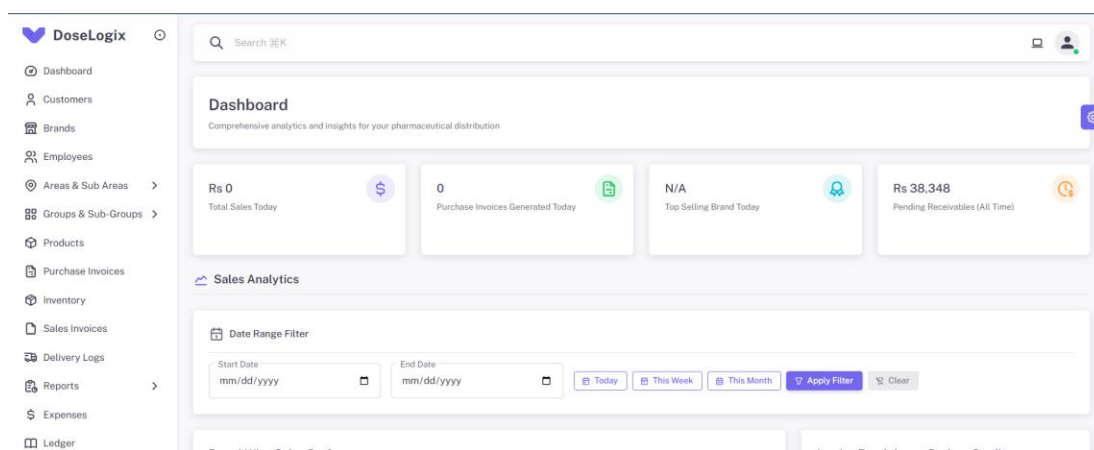 DoseLogix
Dashboard
Customers
Brands
Employees
Areas & Sub Areas
Groups & Sub-Groups
Products
Purchase Invoices
Inventory
Sales Invoices
Delivery Logs
Reports
Expenses
Ledger
Search ⌘K
Dashboard
Comprehensive analytics and insights for your pharmaceutical distribution
Rs 0
Total Sales Today
0
Purchase Invoices Generated Today
N/A
Top Selling Brand Today
Rs 38,348
Pending Receivables (All Time)
Sales Analytics
Date Range Filter
Start Date
mm/dd/yyyy
End Date
mm/dd/yyyy
Today
This Week
This Month
Apply Filter
Clear